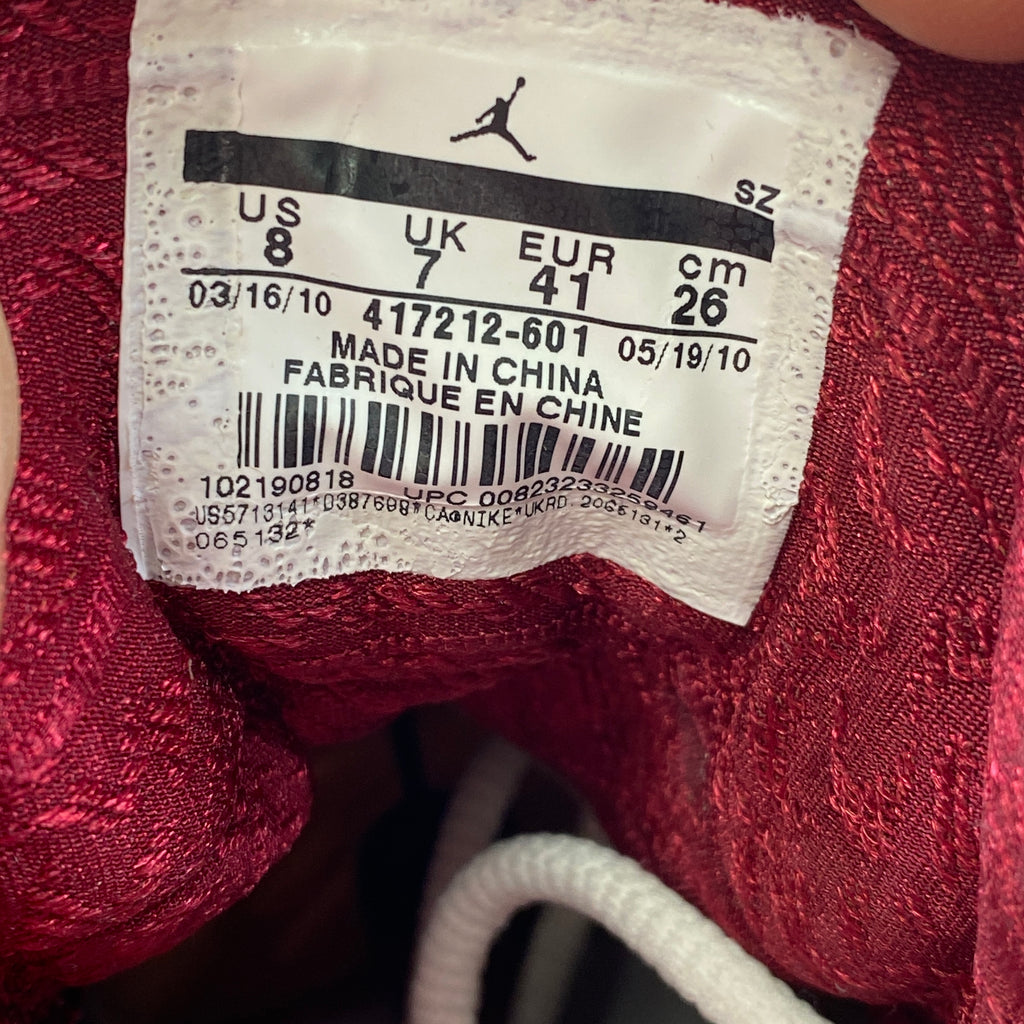 SZ
US UK EUR cm
8 7 41 26
03/16/10 417212-601 05/19/10
MADE IN CHINA
FABRIQUE EN CHINE
102190818 UPC 00823233259461
US5713141*D387698*CA@NIKE*UKRD 2065131*2
065132*